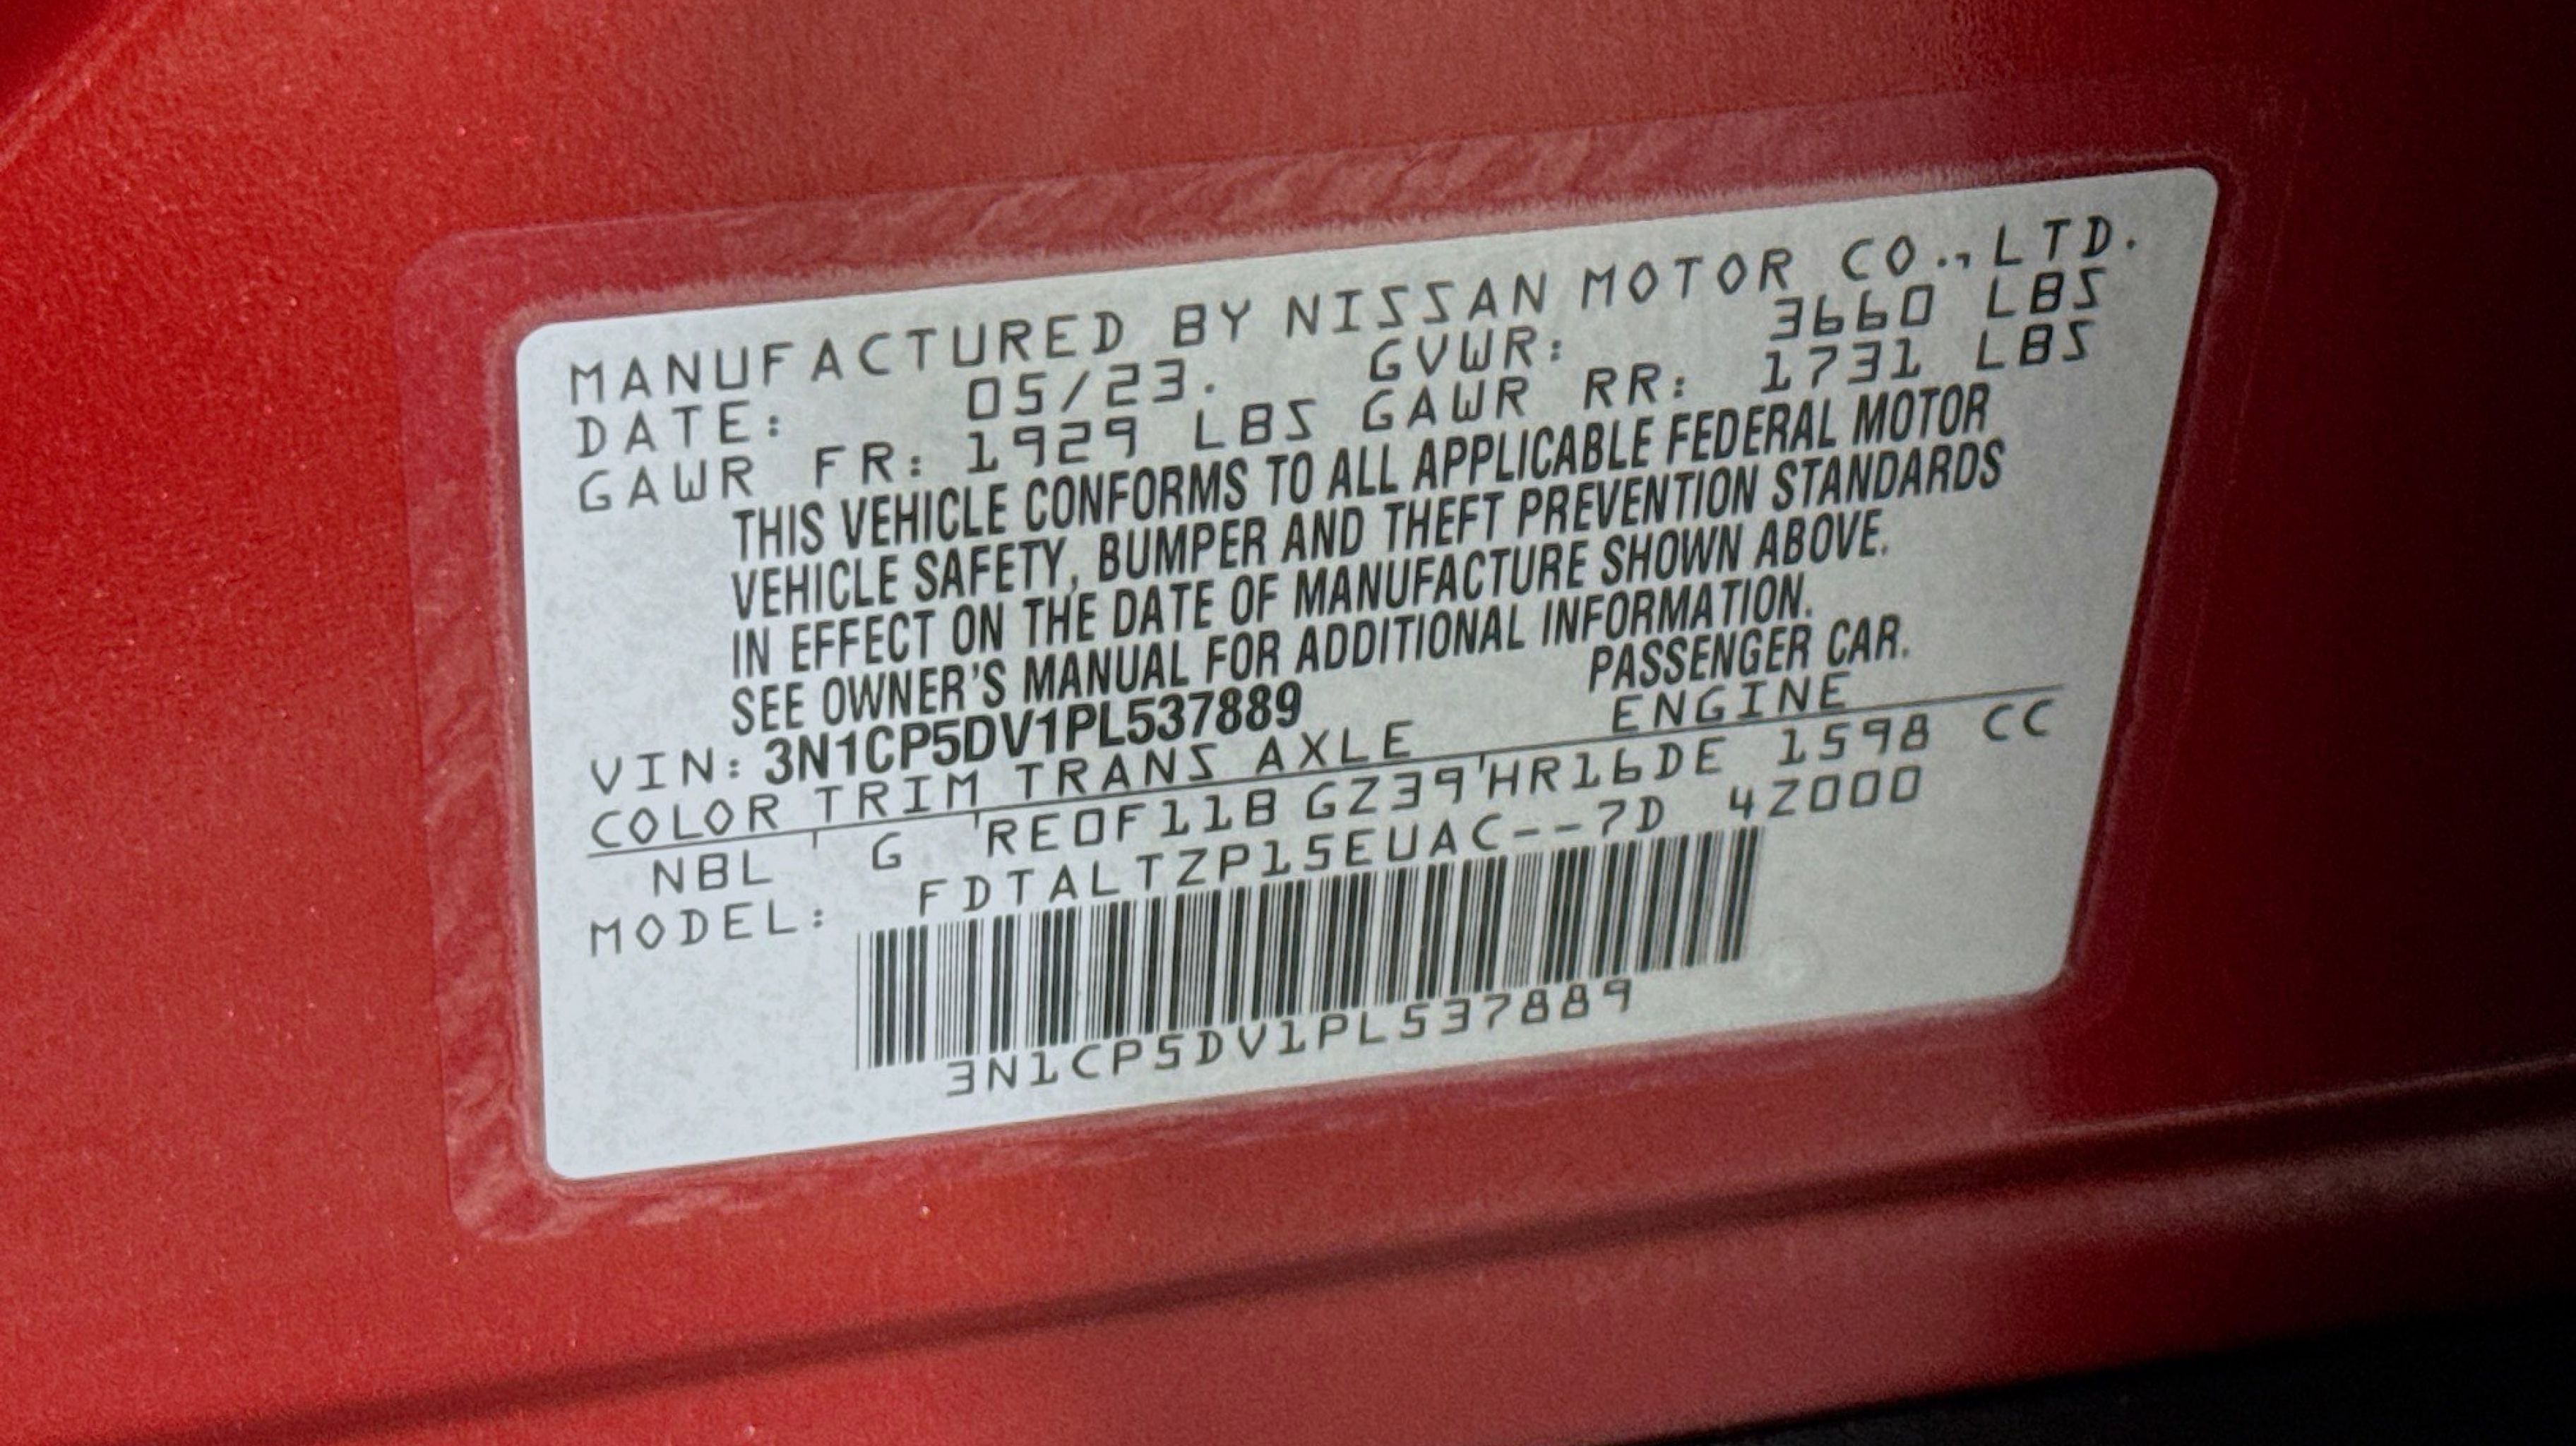 MANUFACTURED BY NISSAN MOTOR CO.,LTD.
DATE: 05/23. GVWR: 3660 LBS
GAWR FR: 1929 LBS GAWR RR: 1731 LBS
THIS VEHICLE CONFORMS TO ALL APPLICABLE FEDERAL MOTOR
VEHICLE SAFETY, BUMPER AND THEFT PREVENTION STANDARDS
IN EFFECT ON THE DATE OF MANUFACTURE SHOWN ABOVE.
SEE OWNER'S MANUAL FOR ADDITIONAL INFORMATION.
VIN: 3N1CP5DV1PL537889 PASSENGER CAR.
COLOR TRIM TRANS AXLE ENGINE
NBL G RE0F11B GZ39 HR16DE 1598 CC
MODEL: FDTALTZP15EUAC--7D 4Z000
3N1CP5DV1PL537889